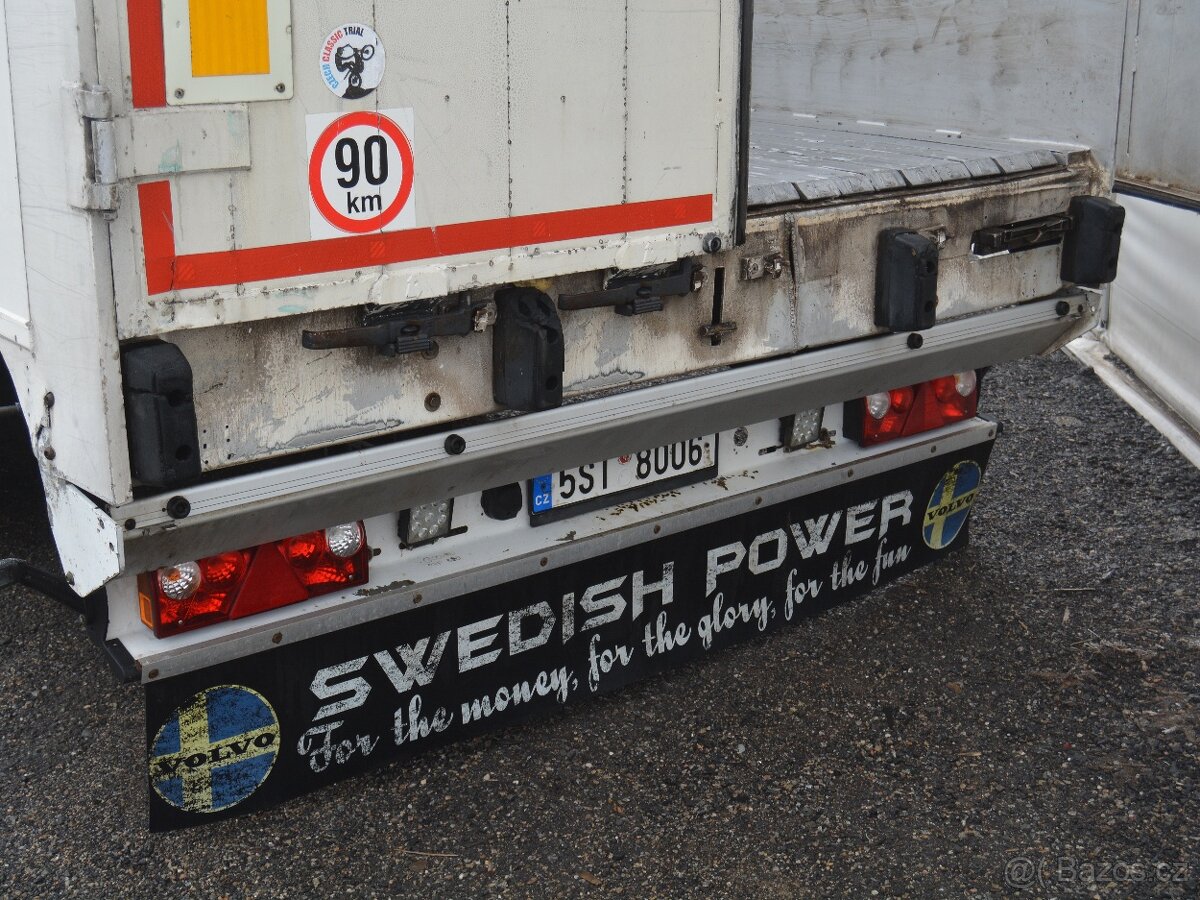 CZECH CLASSIC TRIAL
90
km
CZ
5ST 8006
SWEDISH POWER
For the money, for the glory, for the fun
VOLVO
VOLVO
@( Bazos.cz